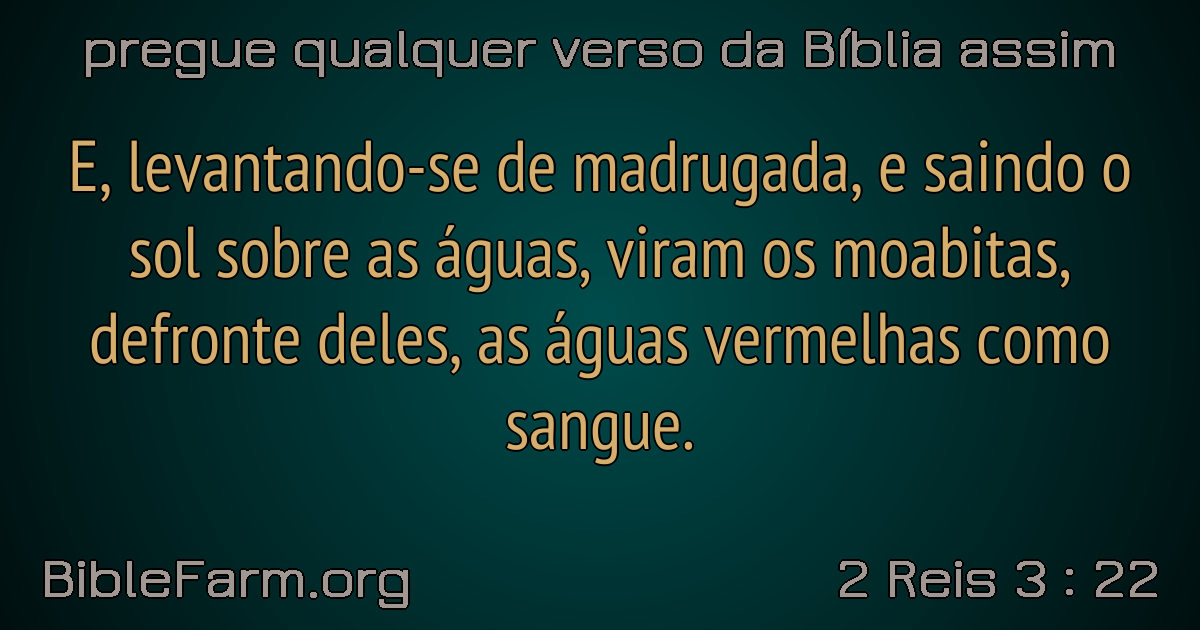 pregue qualquer verso da Bíblia assim
E, levantando-se de madrugada, e saindo o
sol sobre as águas, viram os moabitas,
defronte deles, as águas vermelhas como
sangue.
BibleFarm.org
2 Reis 3 : 22